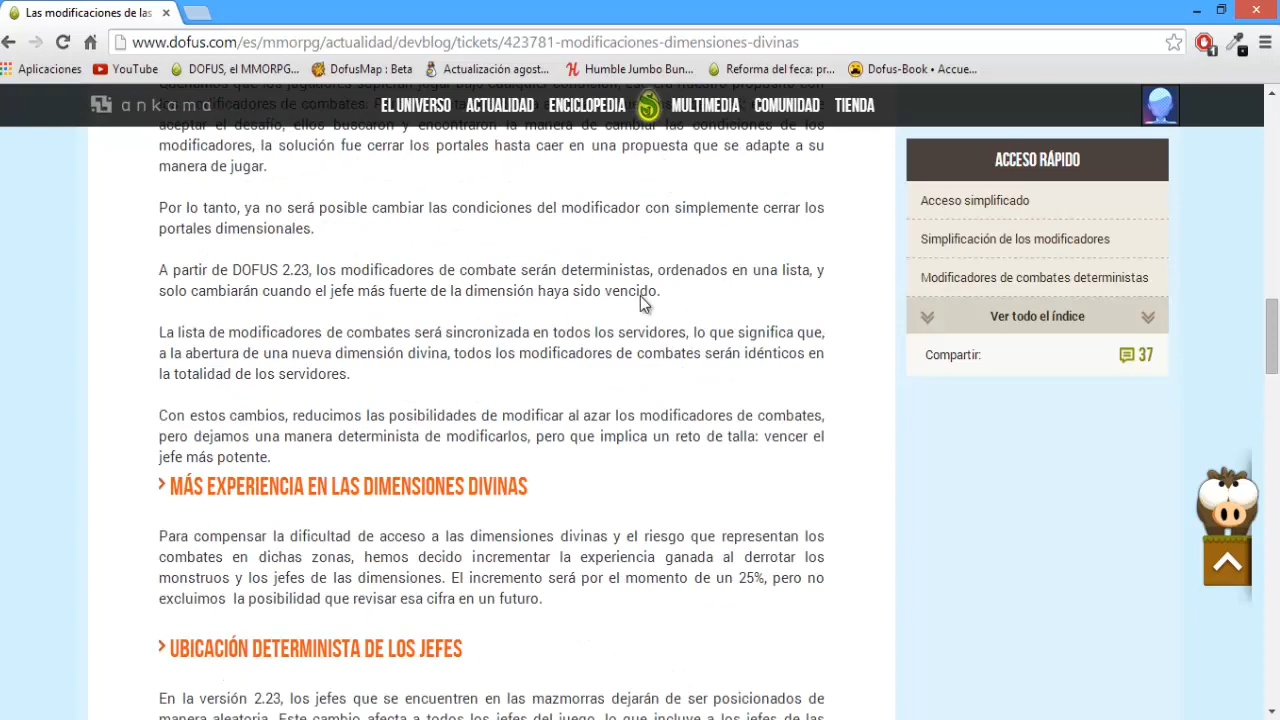 Las modificaciones de las
www.dofus.com/es/mmorpg/actualidad/devblog/tickets/423781-modificaciones-dimensiones-divinas
Aplicaciones YouTube DOFUS, el MMORPG... DofusMap : Beta Actualización agost... Humble Jumbo Bun... Reforma del feca: pr... Dofus-Book • Accue...
ankama EL UNIVERSO ACTUALIDAD ENCICLOPEDIA MULTIMEDIA COMUNIDAD TIENDA
aceptar el desafío, ellos buscaron y encontraron la manera de cambiar las condiciones de los
modificadores, la solución fue cerrar los portales hasta caer en una propuesta que se adapte a su
manera de jugar.
Por lo tanto, ya no será posible cambiar las condiciones del modificador con simplemente cerrar los
portales dimensionales.
A partir de DOFUS 2.23, los modificadores de combate serán deterministas, ordenados en una lista, y
solo cambiarán cuando el jefe más fuerte de la dimensión haya sido vencido.
La lista de modificadores de combates será sincronizada en todos los servidores, lo que significa que,
a la abertura de una nueva dimensión divina, todos los modificadores de combates serán idénticos en
la totalidad de los servidores.
Con estos cambios, reducimos las posibilidades de modificar al azar los modificadores de combates,
pero dejamos una manera determinista de modificarlos, pero que implica un reto de talla: vencer el
jefe más potente.
MÁS EXPERIENCIA EN LAS DIMENSIONES DIVINAS
Para compensar la dificultad de acceso a las dimensiones divinas y el riesgo que representan los
combates en dichas zonas, hemos decido incrementar la experiencia ganada al derrotar los
monstruos y los jefes de las dimensiones. El incremento será por el momento de un 25%, pero no
excluimos la posibilidad que revisar esa cifra en un futuro.
UBICACIÓN DETERMINISTA DE LOS JEFES
En la versión 2.23, los jefes que se encuentren en las mazmorras dejarán de ser posicionados de
manera aleatoria. Este cambio afecta a todos los jefes del juego, lo que incluye a los jefes de las
ACCESO RÁPIDO
Acceso simplificado
Simplificación de los modificadores
Modificadores de combates deterministas
Ver todo el índice
Compartir: 37